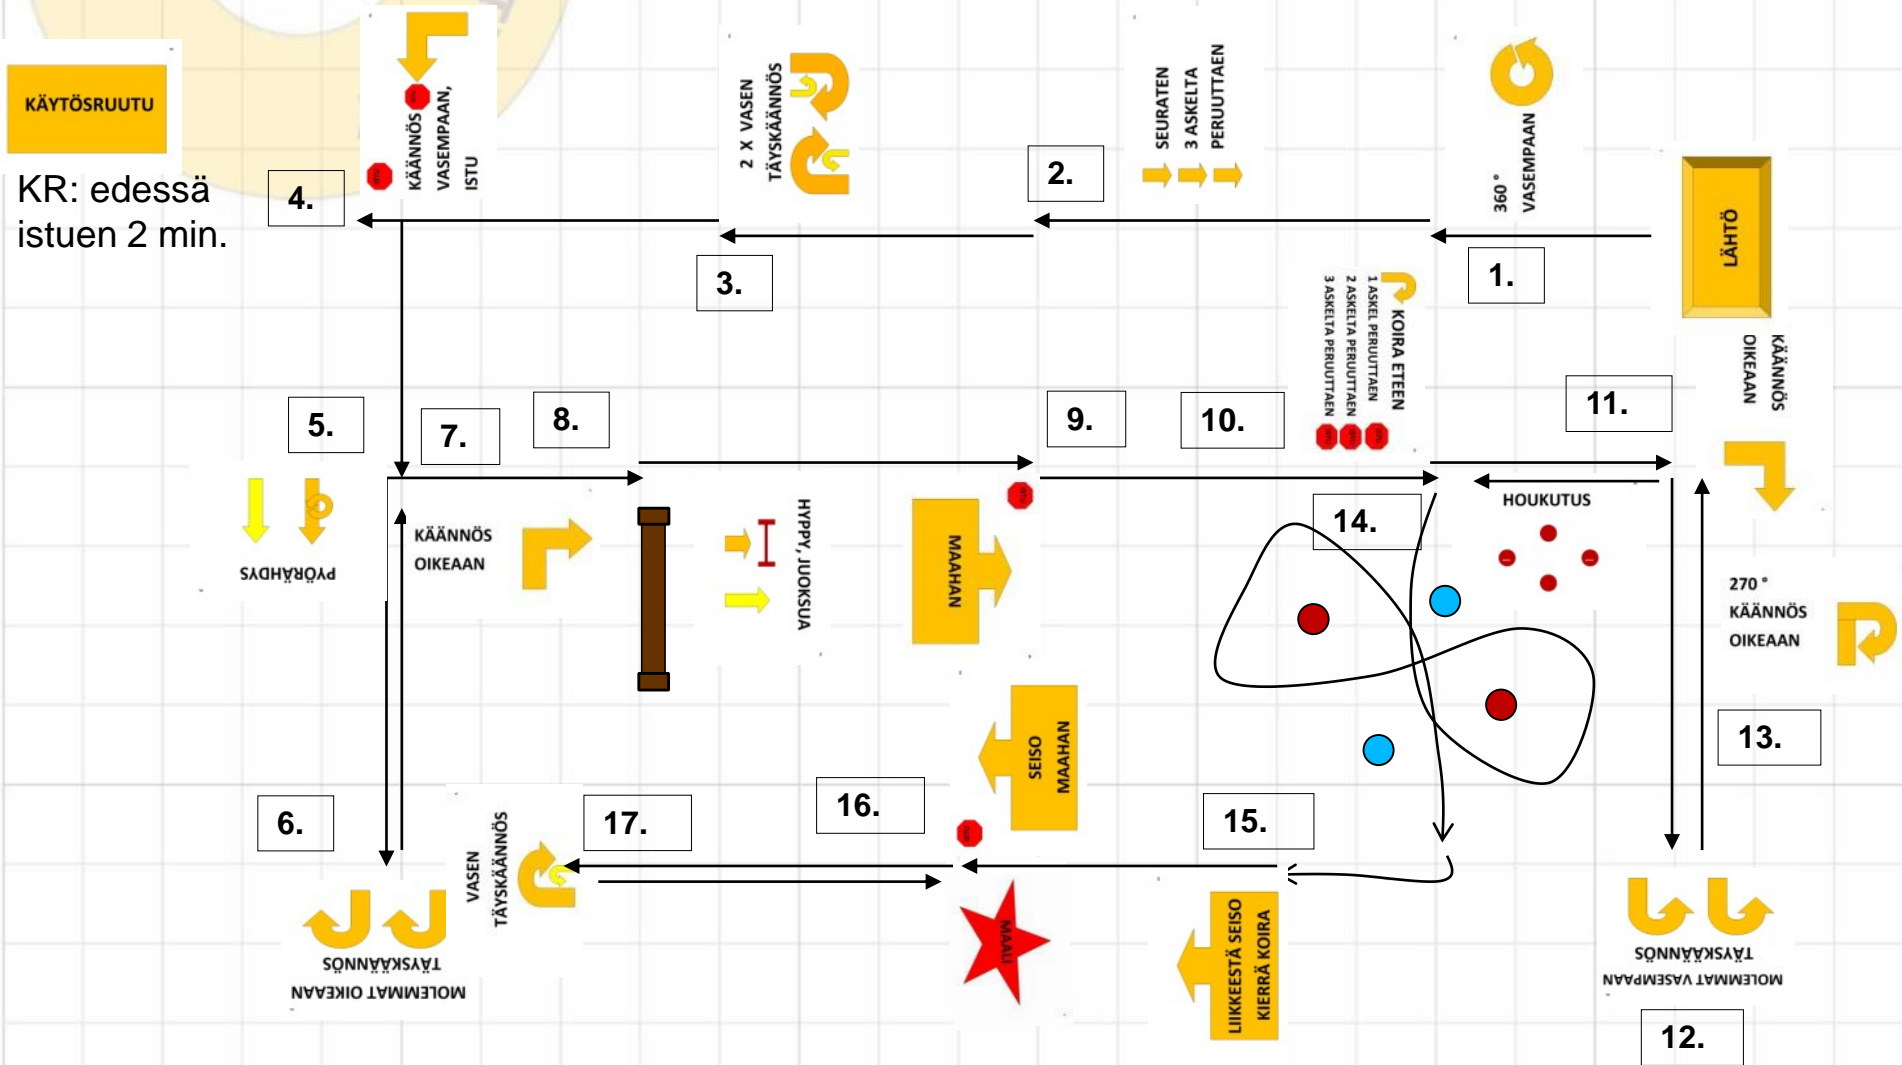 KÄYTÖSRUUTU
KR: edessä
istuen 2 min.
4.
KÄÄNNÖS
VASEMPAAN,
ISTU
2 X VASEN
TÄYSKÄÄNNÖS
3.
2.
SEURATEN
3 ASKELTA
PERUUTTAEN
360 °
VASEMPAAN
1.
LÄHTÖ
KOIRA ETEEN
1 ASKEL PERUUTTAEN
2 ASKELTA PERUUTTAEN
3 ASKELTA PERUUTTAEN
KÄÄNNÖS
OIKEAAN
5.
7.
8.
9.
10.
11.
PYÖRÄHDYS
KÄÄNNÖS
OIKEAAN
HYPPY, JUOKSUA
MAAHAN
14.
HOUKUTUS
270 °
KÄÄNNÖS
OIKEAAN
13.
SEISO
MAAHAN
6.
VASEN
TÄYSKÄÄNNÖS
17.
16.
15.
MOLEMMAT OIKEAAN
TÄYSKÄÄNNÖS
MAALI
LIIKKEESTÄ SEISO
KIERRÄ KOIRA
MOLEMMAT VASEMPAAN
TÄYSKÄÄNNÖS
12.